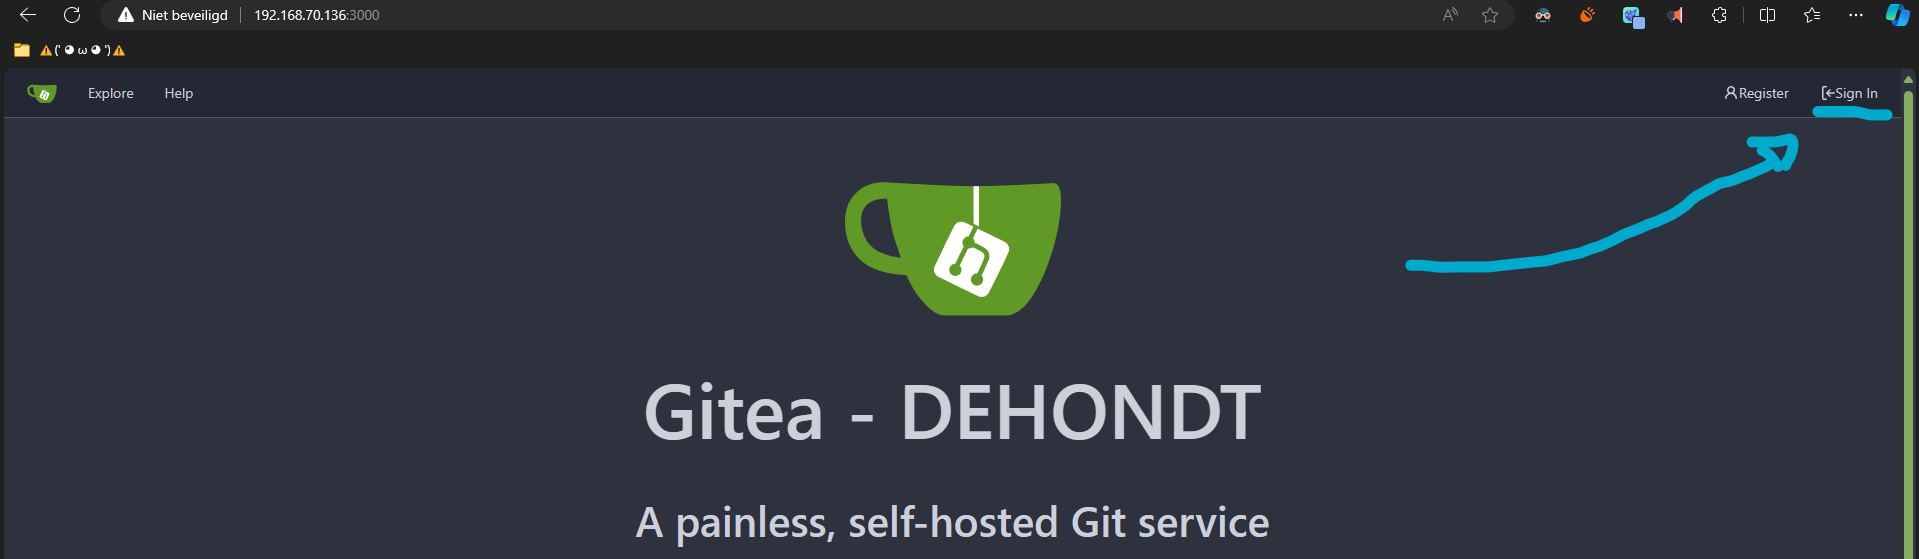 Niet beveiligd 192.168.70.136:3000
⚠(' ◕ ω ◕ ')⚠
Explore Help Register Sign In
Gitea - DEHONDT
A painless, self-hosted Git service